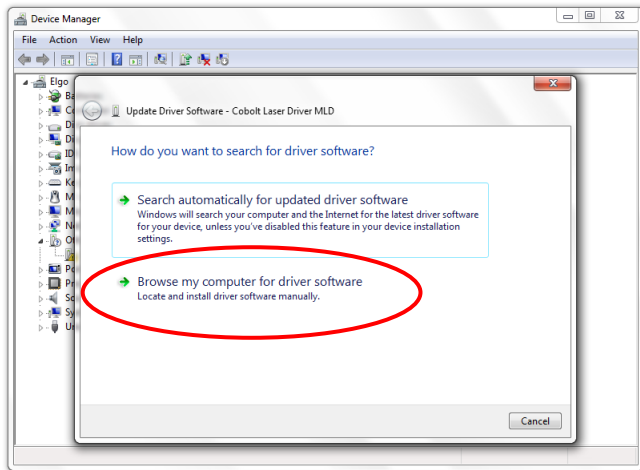 Device Manager
File Action View Help
Elgo
Update Driver Software - Cobolt Laser Driver MLD
How do you want to search for driver software?
Search automatically for updated driver software
Windows will search your computer and the Internet for the latest driver software
for your device, unless you've disabled this feature in your device installation
settings.
Browse my computer for driver software
Locate and install driver software manually.
Cancel